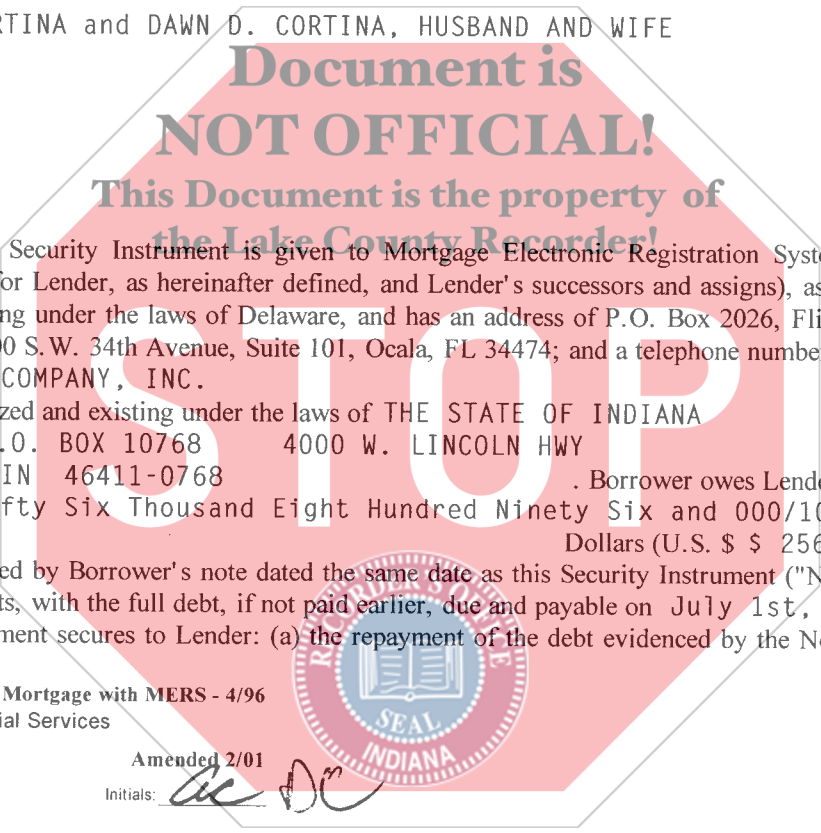 RTINA and DAWN D. CORTINA, HUSBAND AND WIFE
Document is
NOT OFFICIAL!
This Document is the property of
the Lake County Recorder!
Security Instrument is given to Mortgage Electronic Registration Syst
or Lender, as hereinafter defined, and Lender's successors and assigns), as
ng under the laws of Delaware, and has an address of P.O. Box 2026, Fli
00 S.W. 34th Avenue, Suite 101, Ocala, FL 34474; and a telephone number
COMPANY, INC.
zed and existing under the laws of THE STATE OF INDIANA
.O. BOX 10768 4000 W. LINCOLN HWY
IN 46411-0768 . Borrower owes Lend
fty Six Thousand Eight Hundred Ninety Six and 000/10
Dollars (U.S. $ $ 256
ed by Borrower's note dated the same date as this Security Instrument ("N
ts, with the full debt, if not paid earlier, due and payable on July 1st,
ment secures to Lender: (a) the repayment of the debt evidenced by the N
STOP
RECORDER'S OFFICE
SEAL
INDIANA
Mortgage with MERS - 4/96
ial Services
Amended 2/01
Initials: